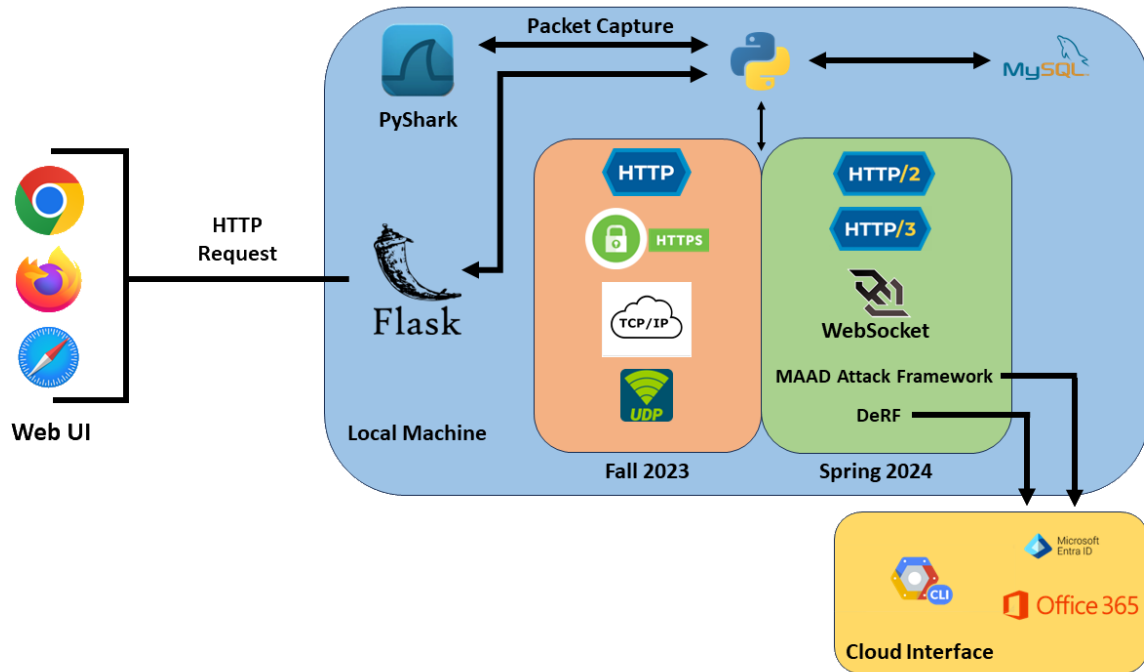 Packet Capture
PyShark
MySQL
HTTP
HTTP/2
HTTPS
HTTP/3
HTTP
Request
Flask
TCP/IP
WebSocket
MAAD Attack Framework
UDP
DeRF
Web UI
Local Machine
Fall 2023
Spring 2024
Microsoft
Entra ID
CLI
Office 365
Cloud Interface